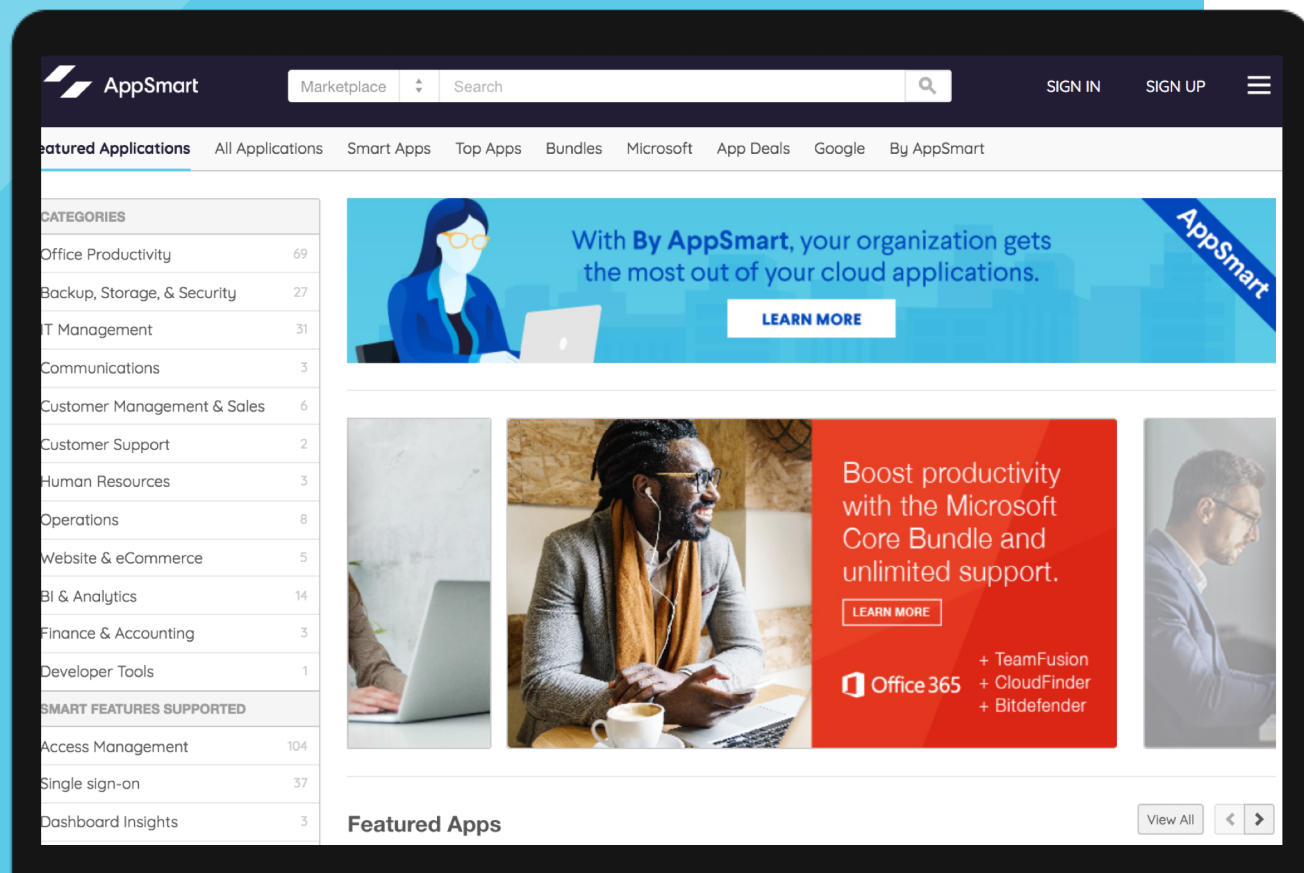 AppSmart
Marketplace
Search
SIGN IN
SIGN UP
eatured Applications
All Applications
Smart Apps
Top Apps
Bundles
Microsoft
App Deals
Google
By AppSmart
CATEGORIES
Office Productivity 69
Backup, Storage, & Security 27
IT Management 31
Communications 3
Customer Management & Sales 6
Customer Support 2
Human Resources 3
Operations 8
Website & eCommerce 5
BI & Analytics 14
Finance & Accounting 3
Developer Tools 1
SMART FEATURES SUPPORTED
Access Management 104
Single sign-on 37
Dashboard Insights 3
With By AppSmart, your organization gets
the most out of your cloud applications.
LEARN MORE
AppSmart
Boost productivity
with the Microsoft
Core Bundle and
unlimited support.
LEARN MORE
Office 365
+ TeamFusion
+ CloudFinder
+ Bitdefender
Featured Apps
View All